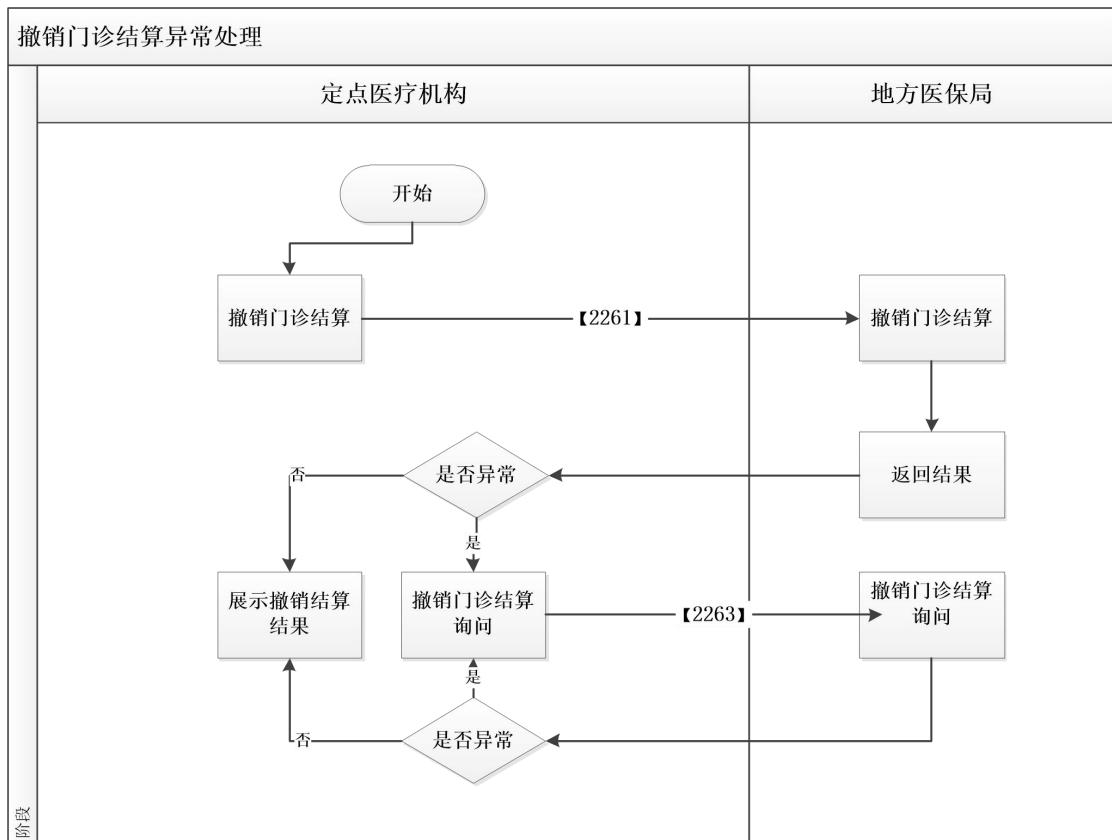 撤销门诊结算异常处理
定点医疗机构
地方医保局
开始
撤销门诊结算
【2261】
撤销门诊结算
是否异常
返回结果
否
是
展示撤销结算
结果
撤销门诊结算
询问
【2263】
撤销门诊结算
询问
是
否
是否异常
阶段